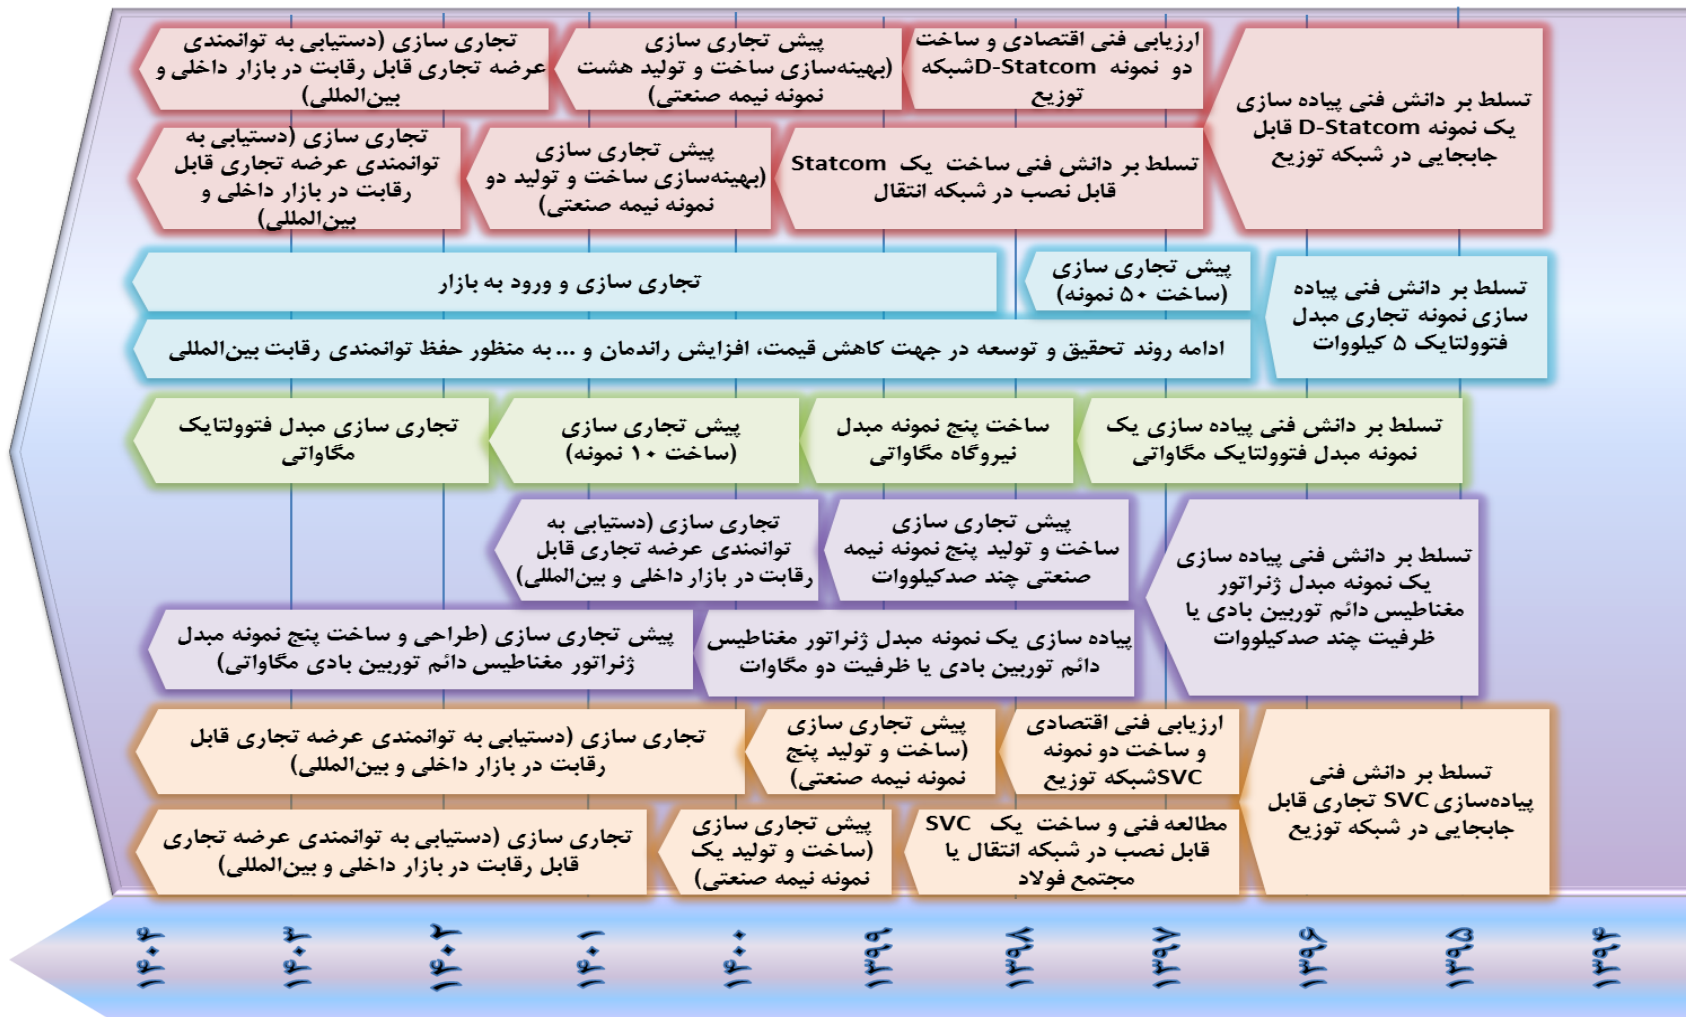 تسلط بر دانش فنی پیاده سازی
یک نمونه D-Statcom قابل
جابجایی در شبکه توزیع
ارزیابی فنی اقتصادی و ساخت
دو نمونه D-Statcomشبکه
توزیع
پیش تجاری سازی
(بهینه‌سازی ساخت و تولید هشت
نمونه نیمه صنعتی)
تجاری سازی (دستیابی به توانمندی
عرضه تجاری قابل رقابت در بازار داخلی و
بین‌المللی)
تسلط بر دانش فنی ساخت یک Statcom
قابل نصب در شبکه انتقال
پیش تجاری سازی
(بهینه‌سازی ساخت و تولید دو
نمونه نیمه صنعتی)
تجاری سازی (دستیابی به
توانمندی عرضه تجاری قابل
رقابت در بازار داخلی و
بین‌المللی)
تسلط بر دانش فنی پیاده
سازی نمونه تجاری مبدل
فتوولتایک ۵ کیلووات
پیش تجاری سازی
(ساخت ۵۰ نمونه)
تجاری سازی و ورود به بازار
ادامه روند تحقیق و توسعه در جهت کاهش قیمت، افزایش راندمان و ... به منظور حفظ توانمندی رقابت بین‌المللی
تسلط بر دانش فنی پیاده سازی یک
نمونه مبدل فتوولتایک مگاواتی
ساخت پنج نمونه مبدل
نیروگاه مگاواتی
پیش تجاری سازی
(ساخت ۱۰ نمونه)
تجاری سازی مبدل فتوولتایک
مگاواتی
تسلط بر دانش فنی پیاده سازی
یک نمونه مبدل ژنراتور
مغناطیس دائم توربین بادی یا
ظرفیت چند صدکیلووات
پیش تجاری سازی
ساخت و تولید پنج نمونه نیمه
صنعتی چند صدکیلووات
تجاری سازی (دستیابی به
توانمندی عرضه تجاری قابل
رقابت در بازار داخلی و بین‌المللی)
پیاده سازی یک نمونه مبدل ژنراتور مغناطیس
دائم توربین بادی یا ظرفیت دو مگاوات
پیش تجاری سازی (طراحی و ساخت پنج نمونه مبدل
ژنراتور مغناطیس دائم توربین بادی مگاواتی)
تسلط بر دانش فنی
پیاده‌سازی SVC تجاری قابل
جابجایی در شبکه توزیع
ارزیابی فنی اقتصادی
و ساخت دو نمونه
SVCشبکه توزیع
پیش تجاری سازی
(ساخت و تولید پنج
نمونه نیمه صنعتی)
تجاری سازی (دستیابی به توانمندی عرضه تجاری قابل
رقابت در بازار داخلی و بین‌المللی)
مطالعه فنی و ساخت یک SVC
قابل نصب در شبکه انتقال یا
مجتمع فولاد
پیش تجاری سازی
(ساخت و تولید یک
نمونه نیمه صنعتی)
تجاری سازی (دستیابی به توانمندی عرضه تجاری
قابل رقابت در بازار داخلی و بین‌المللی)
۱۳۹۴
۱۳۹۵
۱۳۹۶
۱۳۹۷
۱۳۹۸
۱۳۹۹
۱۴۰۰
۱۴۰۱
۱۴۰۲
۱۴۰۳
۱۴۰۴